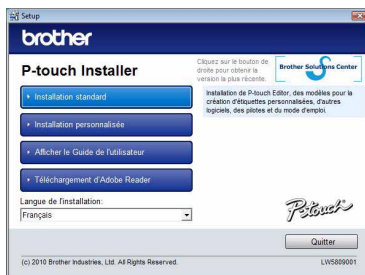 Setup
brother
P-touch Installer
Cliquez sur le bouton de
droite pour obtenir la
version la plus récente.
Brother Solutions Center
Installation standard
Installation de P-touch Editor, des modèles pour la
création d'étiquettes personnalisées, d'autres
logiciels, des pilotes et du mode d'emploi.
Installation personnalisée
Afficher le Guide de l'utilisateur
Téléchargement d'Adobe Reader
Langue de l'installation:
Français
P-touch
Quitter
(c) 2010 Brother Industries, Ltd. All Rights Reserved.
LW5809001